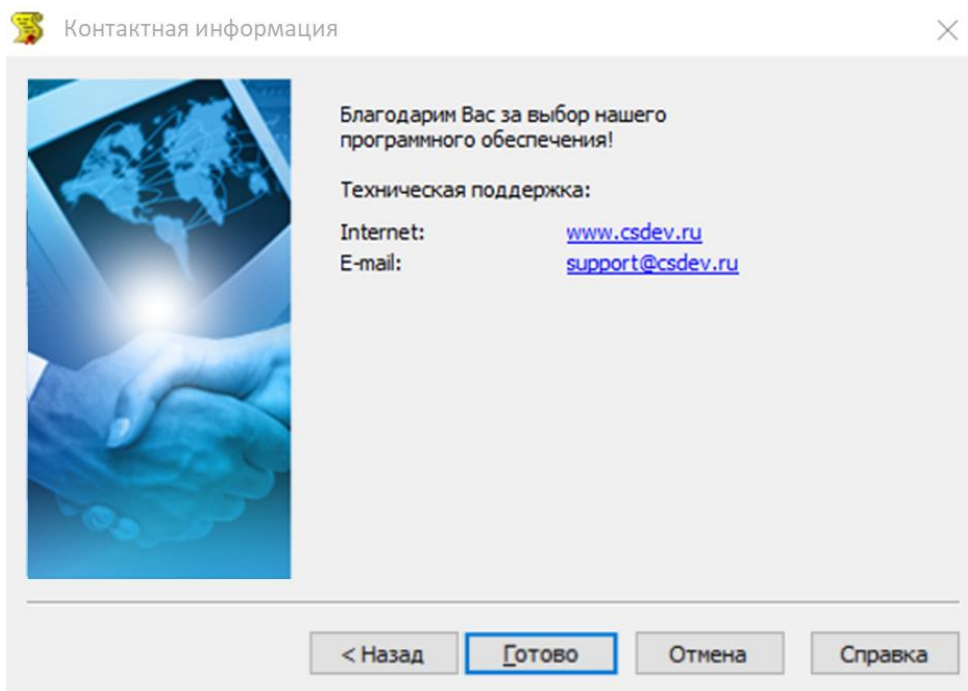 Контактная информация
Благодарим Вас за выбор нашего
программного обеспечения!
Техническая поддержка:
Internet: www.csdev.ru
E-mail: support@csdev.ru
< Назад Готово Отмена Справка